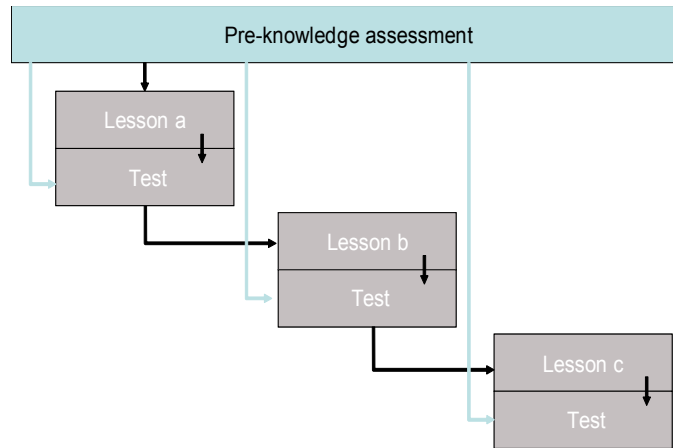 Pre-knowledge assessment
Lesson a
Test
Lesson b
Test
Lesson c
Test